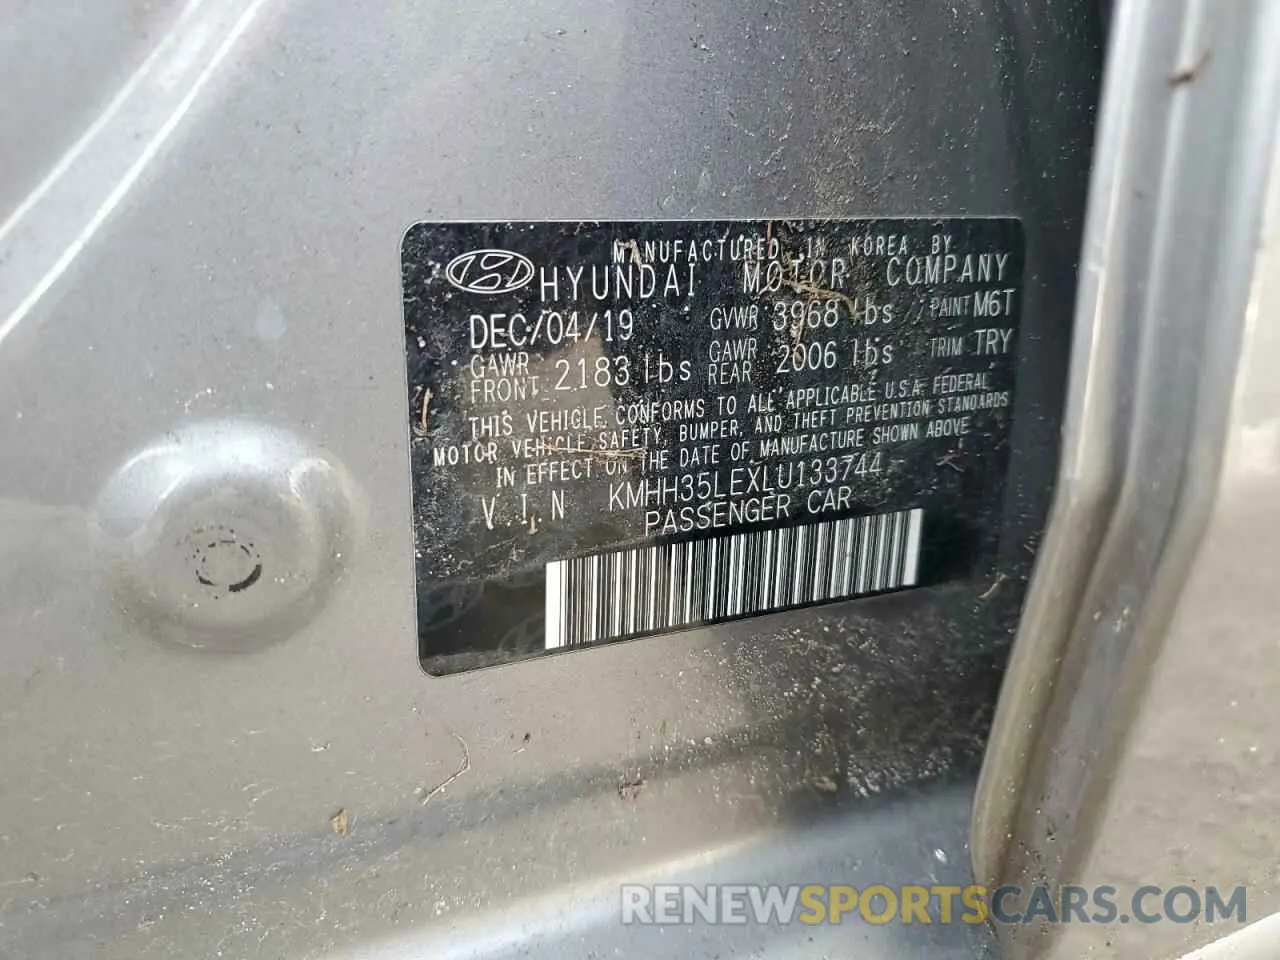 MANUFACTURED IN KOREA BY
HYUNDAI MOTOR COMPANY
DEC/04/19 GVWR 3968 lbs PAINT M6T
GAWR FRONT 2183 lbs GAWR REAR 2006 lbs TRIM TRY
THIS VEHICLE CONFORMS TO ALL APPLICABLE U.S.A. FEDERAL
MOTOR VEHICLE SAFETY, BUMPER, AND THEFT PREVENTION STANDARDS
IN EFFECT ON THE DATE OF MANUFACTURE SHOWN ABOVE
V.I.N KMHH35LEXLU133744
PASSENGER CAR
RENEWSPORTSCARS.COM